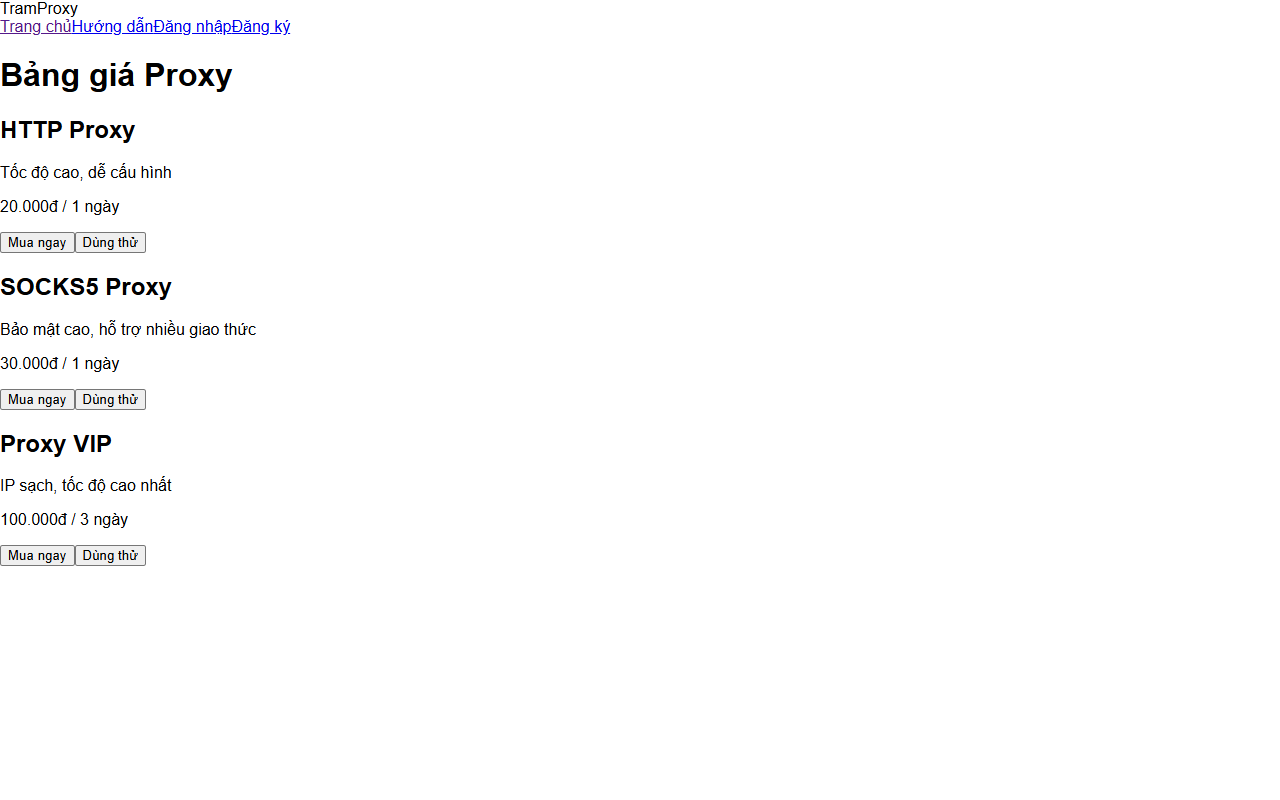 TramProxy
Trang chủHướng dẫnĐăng nhậpĐăng ký
Bảng giá Proxy
HTTP Proxy
Tốc độ cao, dễ cấu hình
20.000đ / 1 ngày
Mua ngay Dùng thử
SOCKS5 Proxy
Bảo mật cao, hỗ trợ nhiều giao thức
30.000đ / 1 ngày
Mua ngay Dùng thử
Proxy VIP
IP sạch, tốc độ cao nhất
100.000đ / 3 ngày
Mua ngay Dùng thử